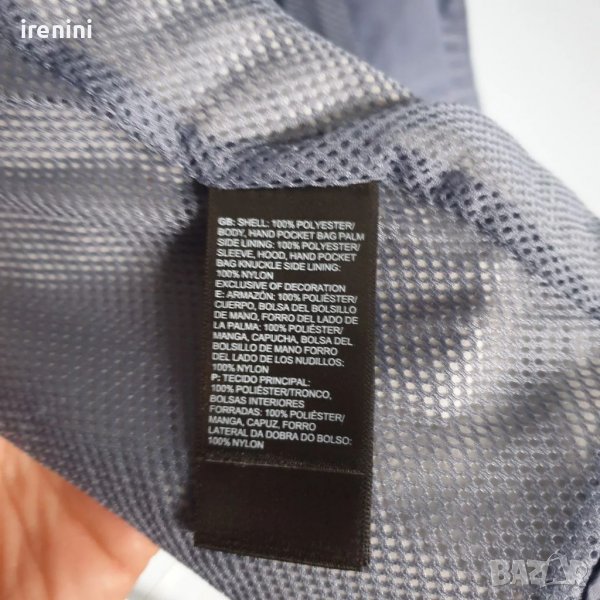 irenini
GB: SHELL: 100% POLYESTER/
BODY, HAND POCKET BAG PALM
SIDE LINING: 100% POLYESTER/
SLEEVE, HOOD, HAND POCKET
BAG KNUCKLE SIDE LINING:
100% NYLON
EXCLUSIVE OF DECORATION
E: ARMAZÓN: 100% POLIÉSTER/
CUERPO, BOLSA DEL BOLSILLO
DE MANO, FORRO DEL LADO DE
LA PALMA: 100% POLIÉSTER/
MANGA, CAPUCHA, BOLSA DEL
BOLSILLO DE MANO FORRO
DEL LADO DE LOS NUDILLOS:
100% NYLON
P: TECIDO PRINCIPAL:
100% POLIÉSTER/TRONCO,
BOLSAS INTERIORES
FORRADAS: 100% POLIÉSTER/
MANGA, CAPUZ, FORRO
LATERAL DA DOBRA DO BOLSO:
100% NYLON
BAZAR